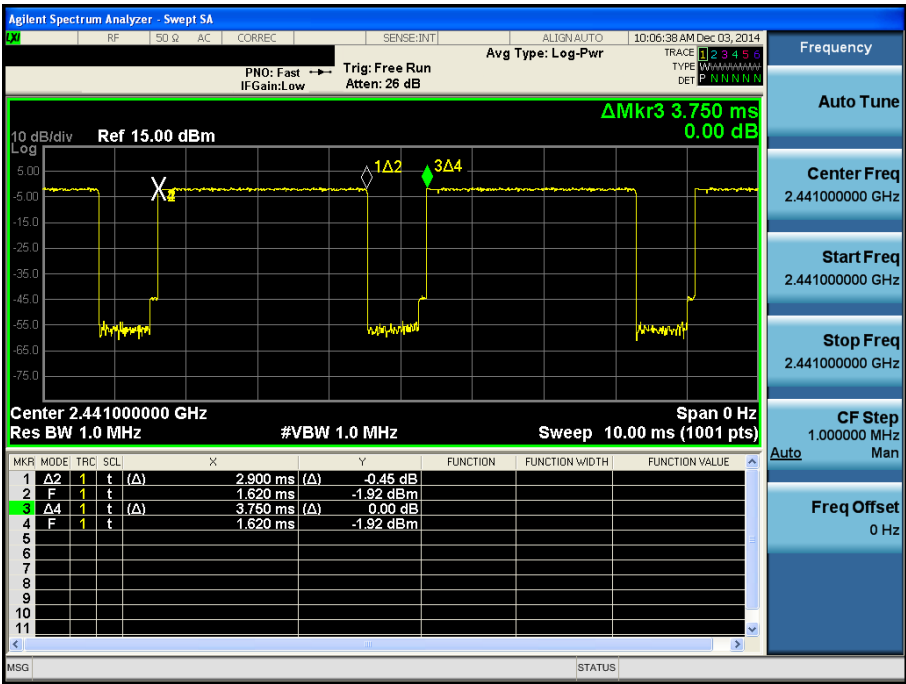 Agilent Spectrum Analyzer - Swept SA
LXI RF 50 Ω AC CORREC SENSE:INT ALIGN AUTO 10:06:38 AM Dec 03, 2014
Frequency
Avg Type: Log-Pwr
TRACE 1 2 3 4 5 6
TYPE WWWWWW
DET P N N N N N
PNO: Fast
IFGain:Low
Trig: Free Run
Atten: 26 dB
Auto Tune
ΔMkr3 3.750 ms
0.00 dB
10 dB/div
Log
Ref 15.00 dBm
5.00
-5.00
-15.0
-25.0
-35.0
-45.0
-55.0
-65.0
-75.0
1Δ2
3Δ4
Center Freq
2.441000000 GHz
Start Freq
2.441000000 GHz
Stop Freq
2.441000000 GHz
Center 2.441000000 GHz
Span 0 Hz
Res BW 1.0 MHz
#VBW 1.0 MHz
Sweep 10.00 ms (1001 pts)
CF Step
1.000000 MHz
Auto Man
MKR MODE TRC SCL X Y FUNCTION FUNCTION WIDTH FUNCTION VALUE
1 Δ2 1 t (Δ) 2.900 ms (Δ) -0.45 dB
2 F 1 t 1.620 ms -1.92 dBm
3 Δ4 1 t (Δ) 3.750 ms (Δ) 0.00 dB
4 F 1 t 1.620 ms -1.92 dBm
5
6
7
8
9
10
11
Freq Offset
0 Hz
MSG
STATUS